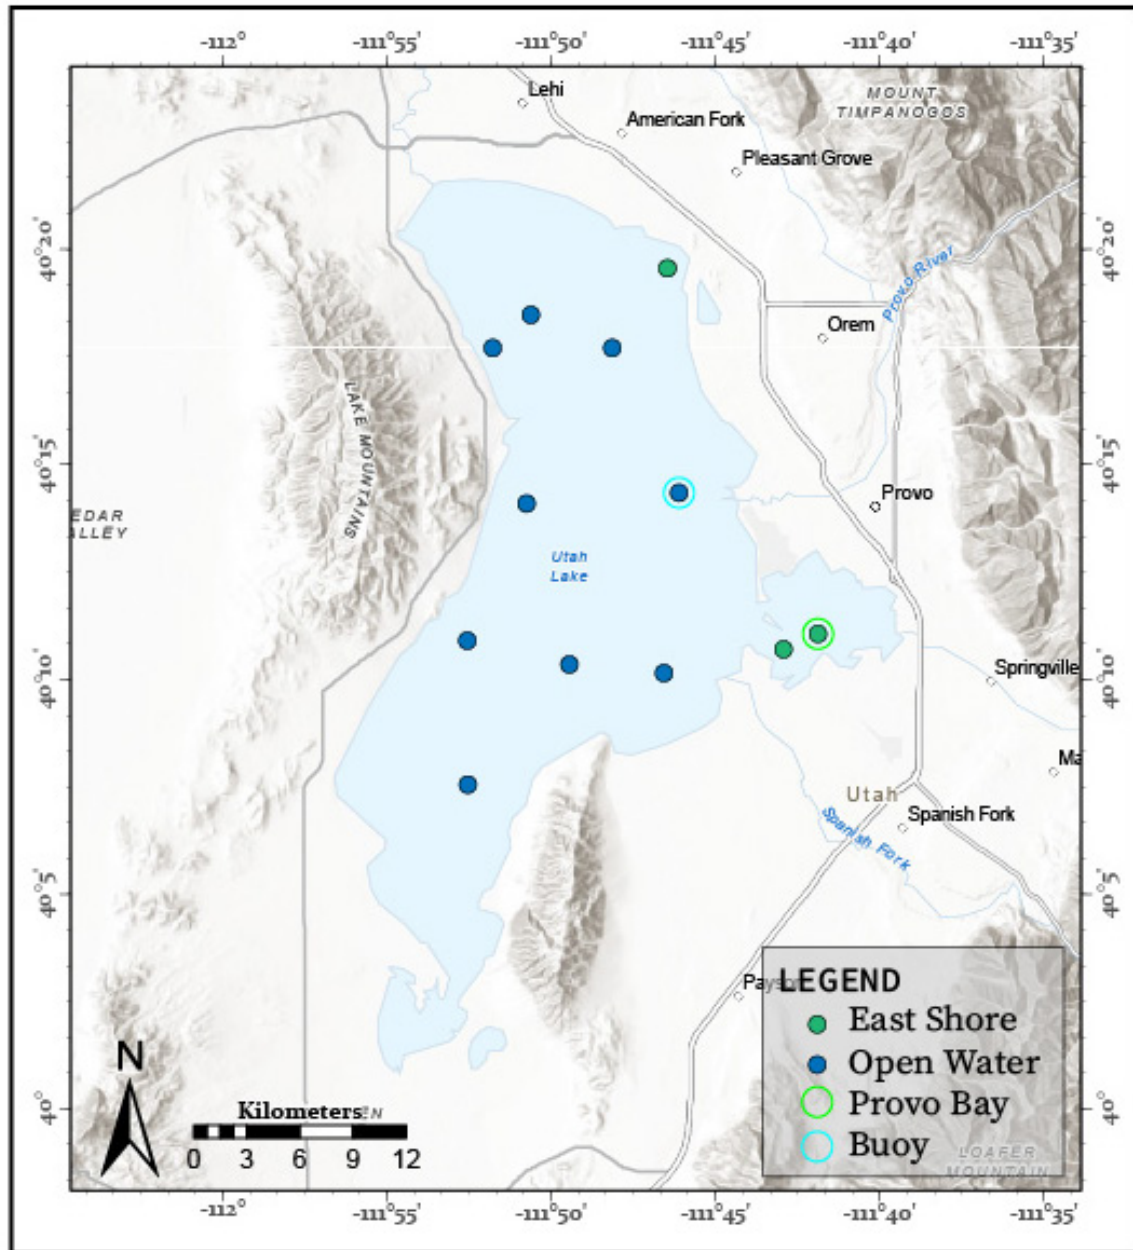 -112° -111°55' -111°50' -111°45' -111°40' -111°35'
Lehi
American Fork
Pleasant Grove
MOUNT
TIMPANOGOS
40°20'
40°20'
Provo River
Orem
LAKE MOUNTAINS
40°15'
40°15'
Provo
EDAR
ALLEY
Utah
Lake
40°10'
40°10'
Springville
Ma
Utah
Spanish Fork
Spanish Fork
40°5'
40°5'
Payson
LEGEND
East Shore
Open Water
Provo Bay
Buoy
40°
40°
N
Kilometers
EN
0 3 6 9 12
LOAFER
MOUNTAIN
-112° -111°55' -111°50' -111°45' -111°40' -111°35'